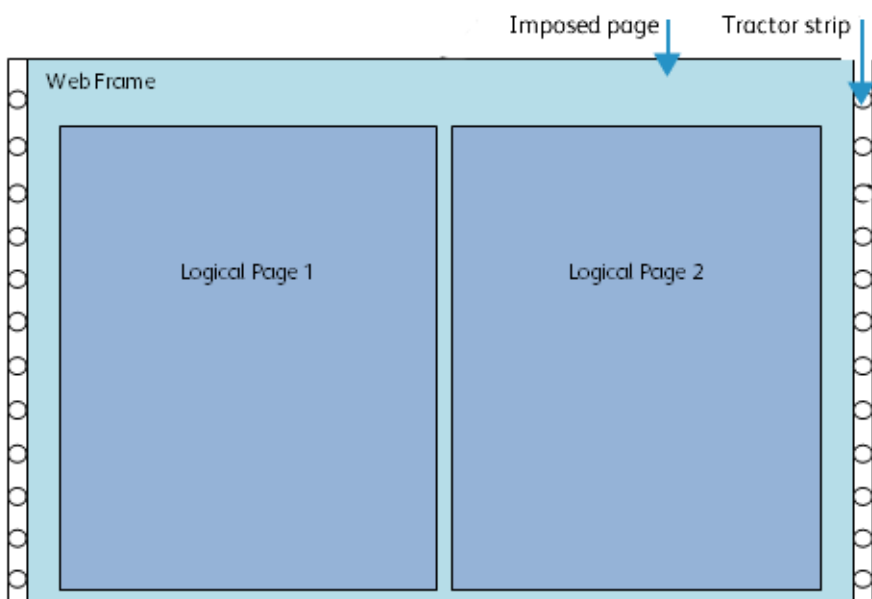 Imposed page
Tractor strip
Web Frame
Logical Page 1
Logical Page 2